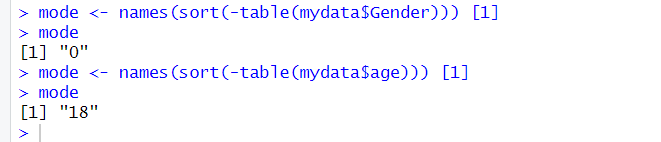 > mode <- names(sort(-table(mydata$Gender))) [1]
> mode
[1] "0"
> mode <- names(sort(-table(mydata$age))) [1]
> mode
[1] "18"
>